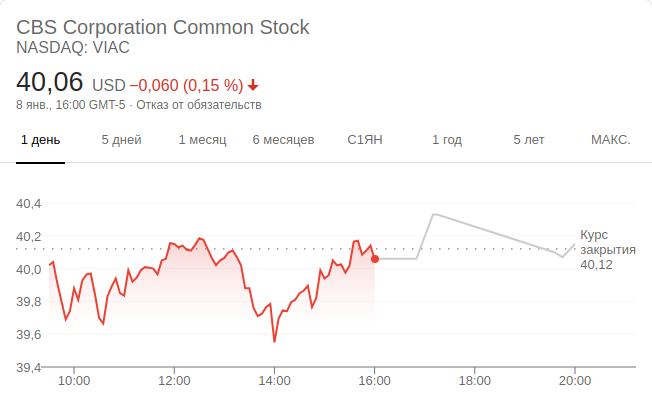 CBS Corporation Common Stock
NASDAQ: VIAC
40,06 USD −0,060 (0,15 %)
8 янв., 16:00 GMT-5 · Отказ от обязательств
1 день 5 дней 1 месяц 6 месяцев С1ЯН 1 год 5 лет МАКС.
40,4
40,2
40,0
39,8
39,6
39,4
Курс
закрытия
40,12
10:00 12:00 14:00 16:00 18:00 20:00